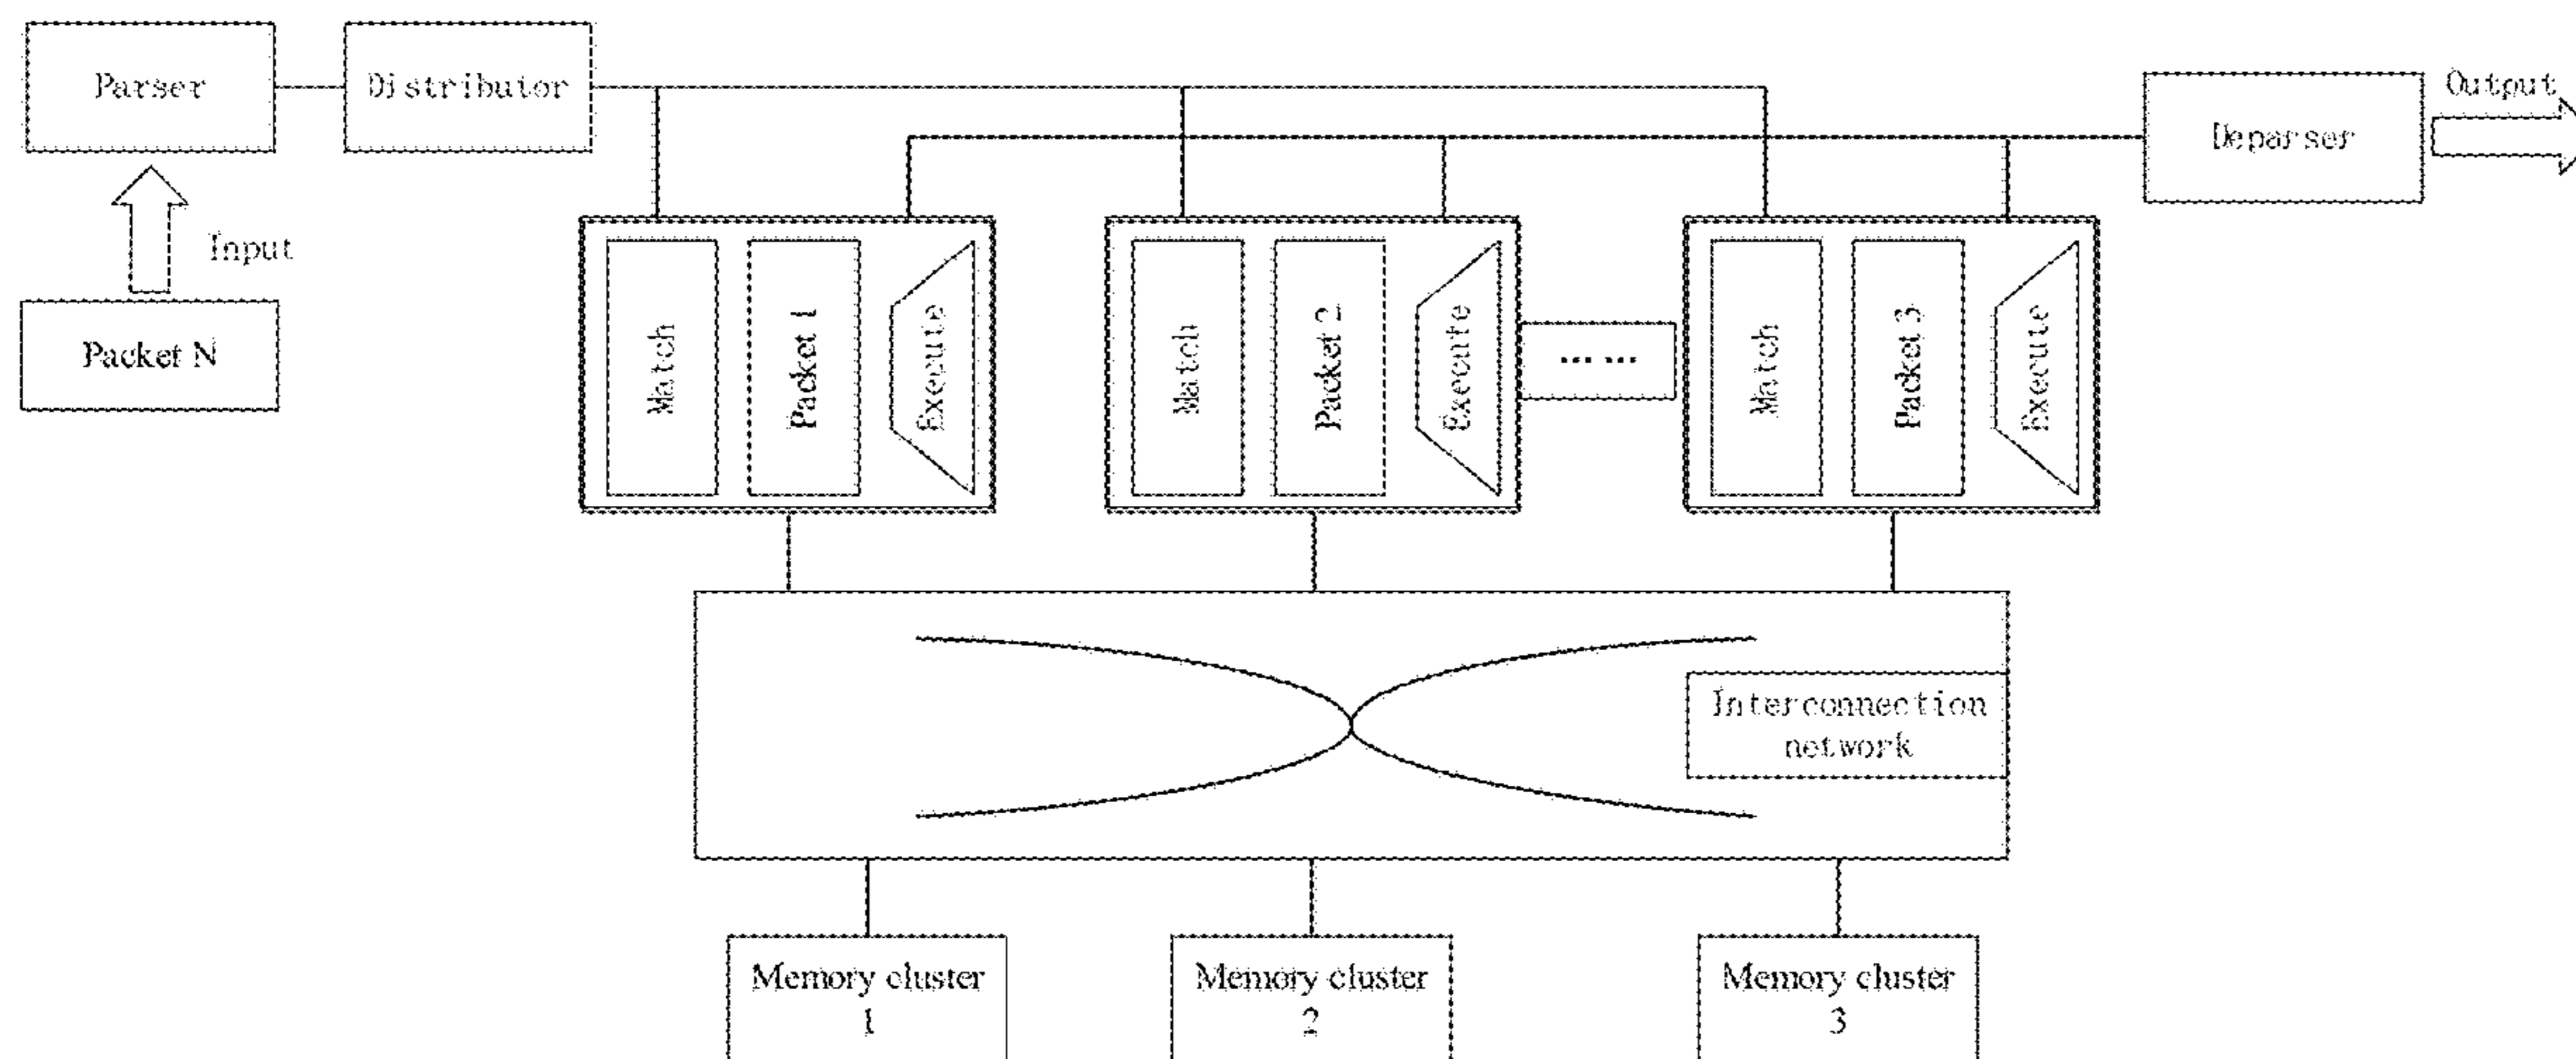 Parser
Distributor
Output
Deparser
Input
Packet N
Match
Packet 1
Execute
Match
Packet 2
Execute
... ...
Match
Packet 3
Execute
Interconnection
network
Memory cluster
1
Memory cluster
2
Memory cluster
3